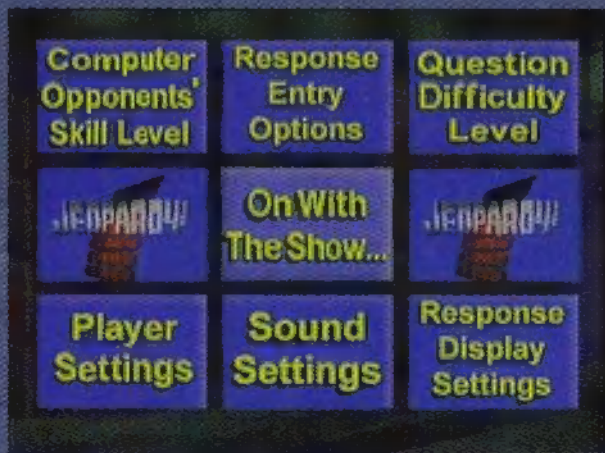 Computer
Opponents'
Skill Level
Response
Entry
Options
Question
Difficulty
Level
JEOPARDY!
On With
The Show...
JEOPARDY!
Player
Settings
Sound
Settings
Response
Display
Settings